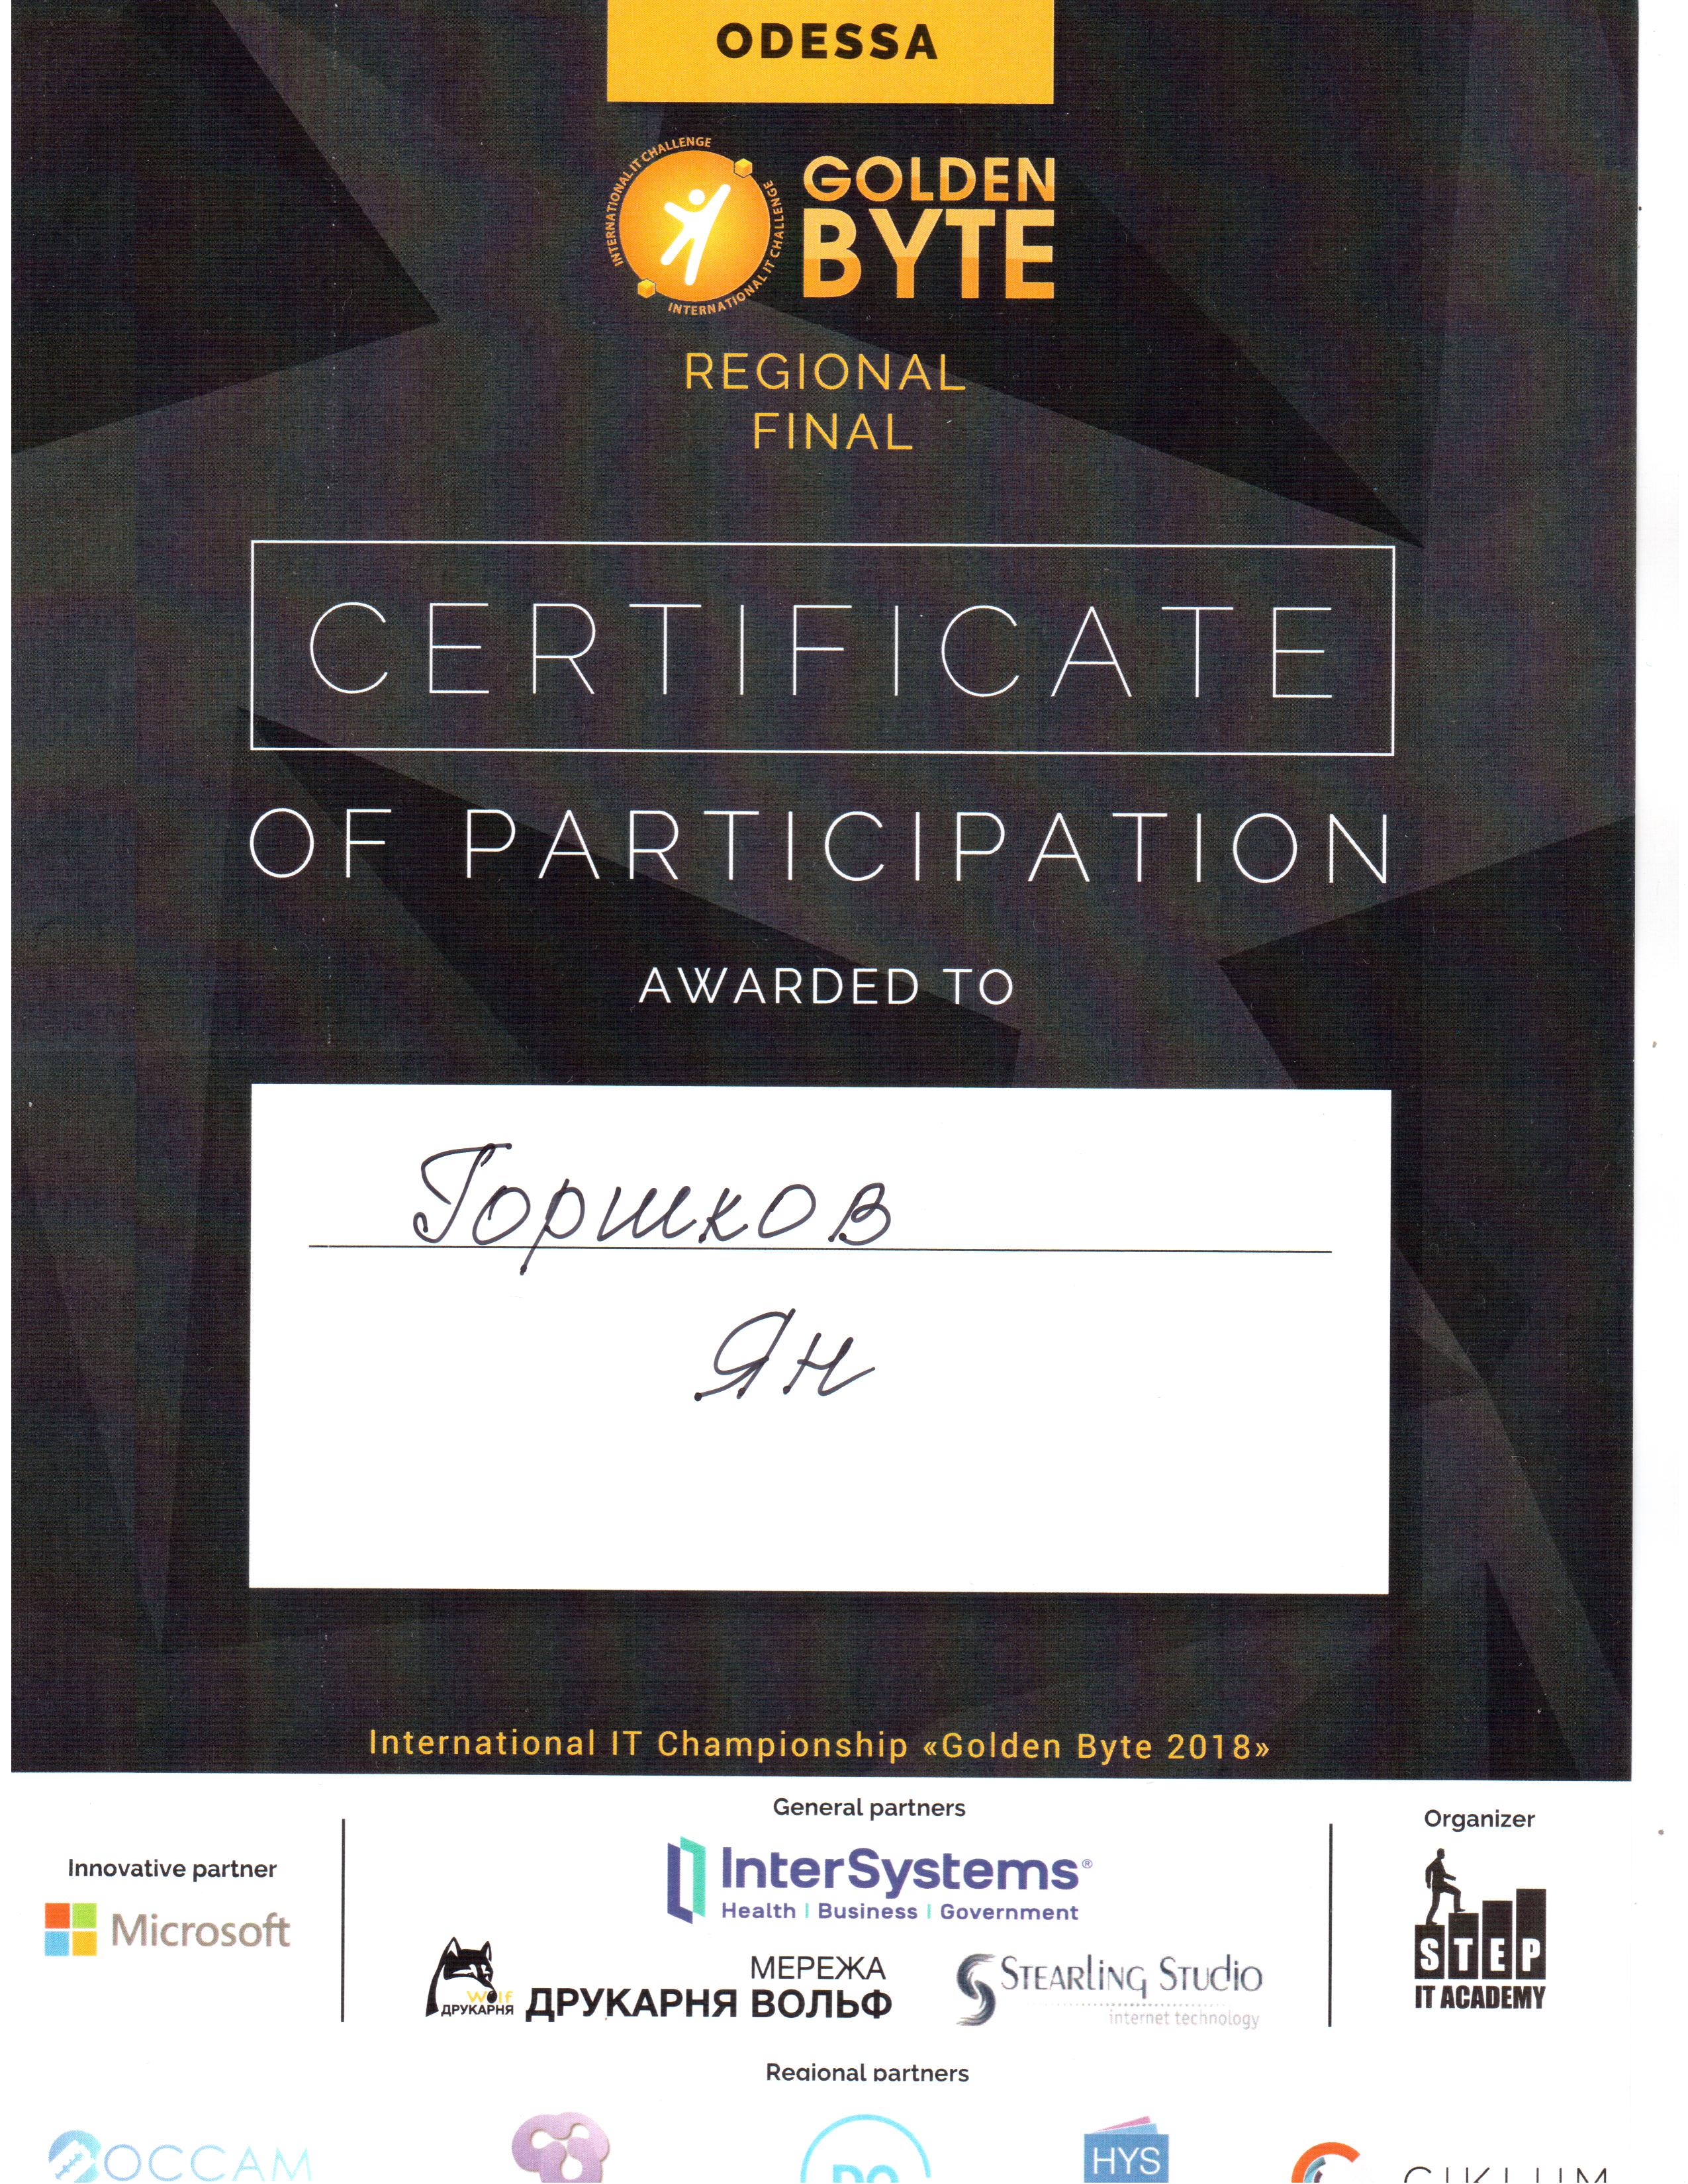 ODESSA
INTERNATIONAL IT CHALLENGE
INTERNATIONAL IT CHALLENGE
GOLDEN
BYTE
REGIONAL
FINAL
CERTIFICATE
OF PARTICIPATION
AWARDED TO
Горшков
Ян
International IT Championship «Golden Byte 2018»
General partners
Organizer
Innovative partner
InterSystems®
Health | Business | Government
Microsoft
МЕРЕЖА
Wolf
ДРУКАРНЯ
ДРУКАРНЯ ВОЛЬФ
STEARLING STUDIO
internet technology
STEP
IT ACADEMY
Regional partners
OCCAM
DO
HYS
CIKLUM